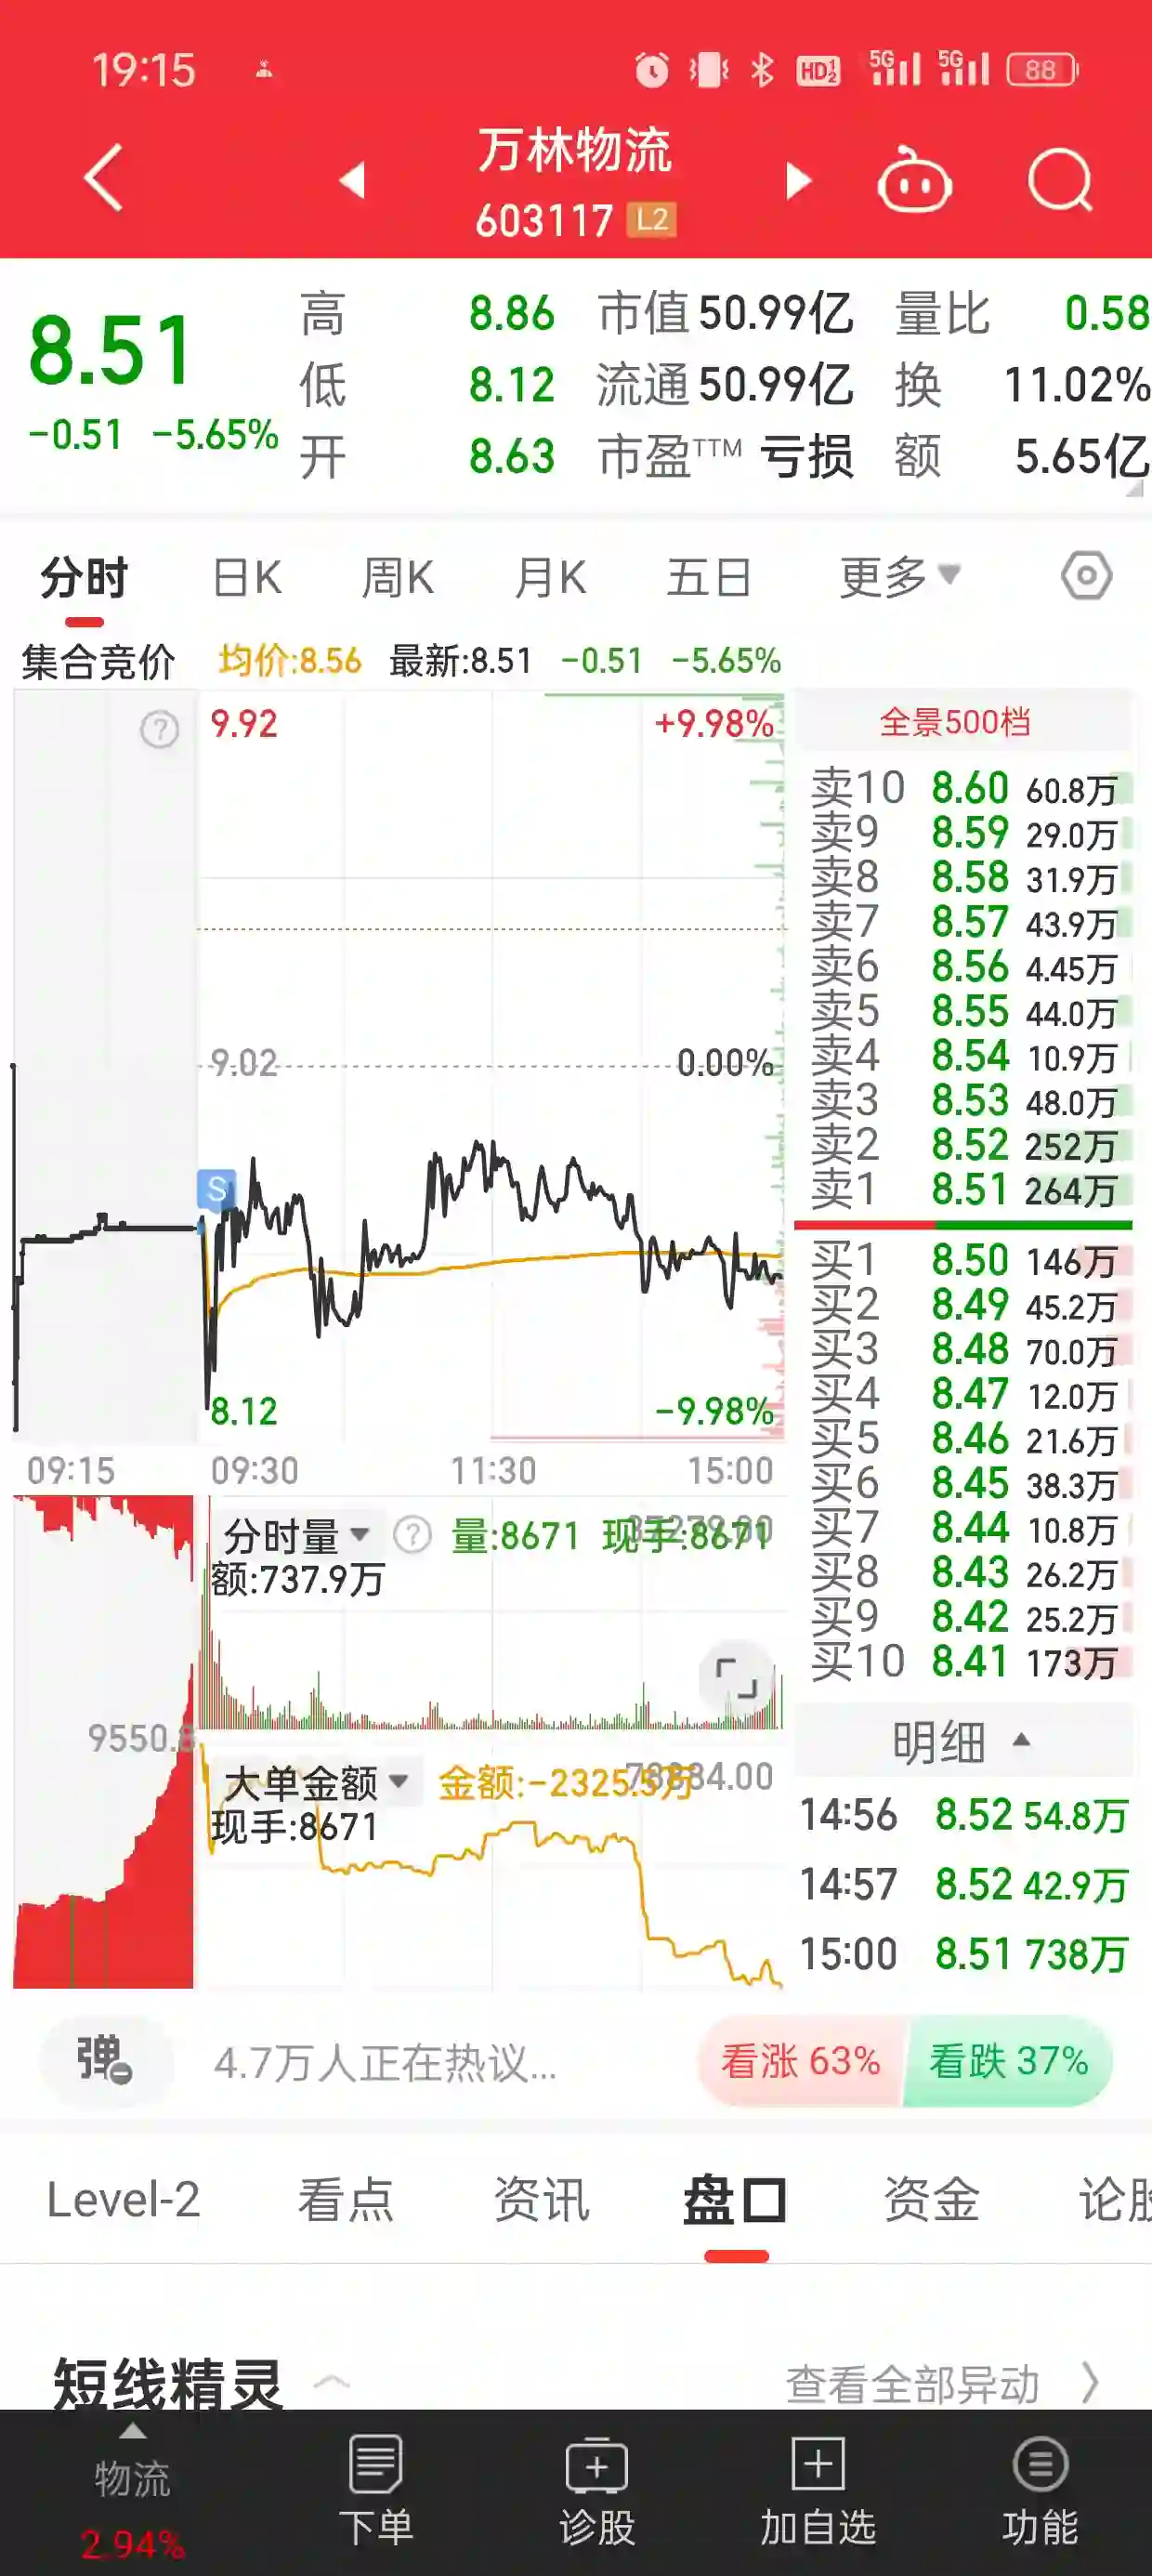 19:15 HD 1 2 5G 5G 88
万林物流
603117 L2
8.51
-0.51 -5.65%
高 8.86 市值 50.99亿 量比 0.58
低 8.12 流通 50.99亿 换 11.02%
开 8.63 市盈TTM 亏损 额 5.65亿
分时 日K 周K 月K 五日 更多
集合竞价 均价:8.56 最新:8.51 -0.51 -5.65%
?
9.92 +9.98%
9.02 0.00%
S
8.12 -9.98%
09:15 09:30 11:30 15:00
分时量 ? 量:8671 现手:8671
额:737.9万
9550.8
大单金额 金额:-2325.5万
现手:8671
全景500档
卖10 8.60 60.8万
卖9 8.59 29.0万
卖8 8.58 31.9万
卖7 8.57 43.9万
卖6 8.56 4.45万
卖5 8.55 44.0万
卖4 8.54 10.9万
卖3 8.53 48.0万
卖2 8.52 252万
卖1 8.51 264万
买1 8.50 146万
买2 8.49 45.2万
买3 8.48 70.0万
买4 8.47 12.0万
买5 8.46 21.6万
买6 8.45 38.3万
买7 8.44 10.8万
买8 8.43 26.2万
买9 8.42 25.2万
买10 8.41 173万
明细
14:56 8.52 54.8万
14:57 8.52 42.9万
15:00 8.51 738万
弹 4.7万人正在热议... 看涨 63% 看跌 37%
Level-2 看点 资讯 盘口 资金 论股
短线精灵 查看全部异动
物流 下单 诊股 加自选 功能
2.94%